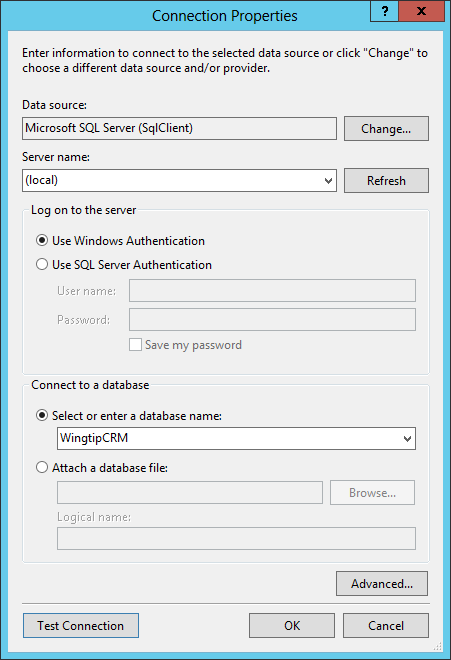 Connection Properties
?
x
Enter information to connect to the selected data source or click "Change" to
choose a different data source and/or provider.
Data source:
Microsoft SQL Server (SqlClient)
Change...
Server name:
(local)
Refresh
Log on to the server
Use Windows Authentication
Use SQL Server Authentication
User name:
Password:
Save my password
Connect to a database
Select or enter a database name:
WingtipCRM
Attach a database file:
Browse...
Logical name:
Advanced...
Test Connection
OK
Cancel